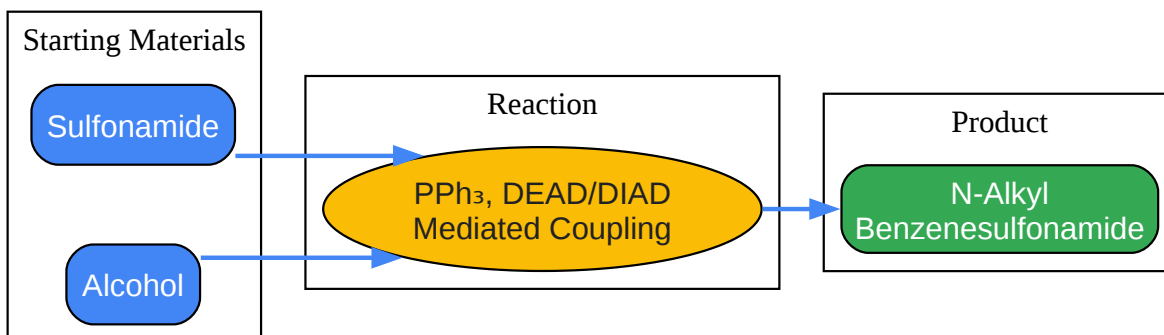 Starting Materials
Sulfonamide
Alcohol
Reaction
PPh₃, DEAD/DIAD
Mediated Coupling
Product
N-Alkyl
Benzenesulfonamide